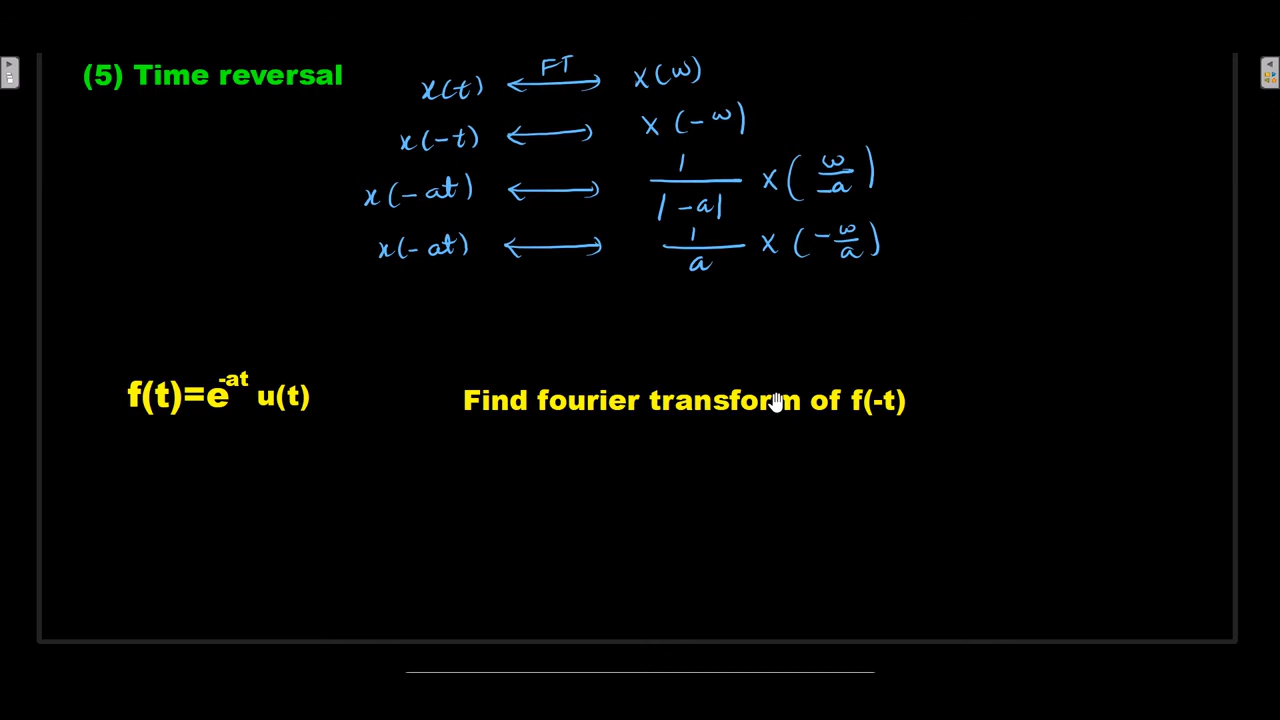 (5) Time reversal
x(t) ⟷ FT X(ω)
x(-t) ⟷ X(-ω)
x(-at) ⟷ 1/|-a| X(ω/-a)
x(-at) ⟷ 1/a X(-ω/a)
f(t)=e^-at u(t) Find fourier transform of f(-t)